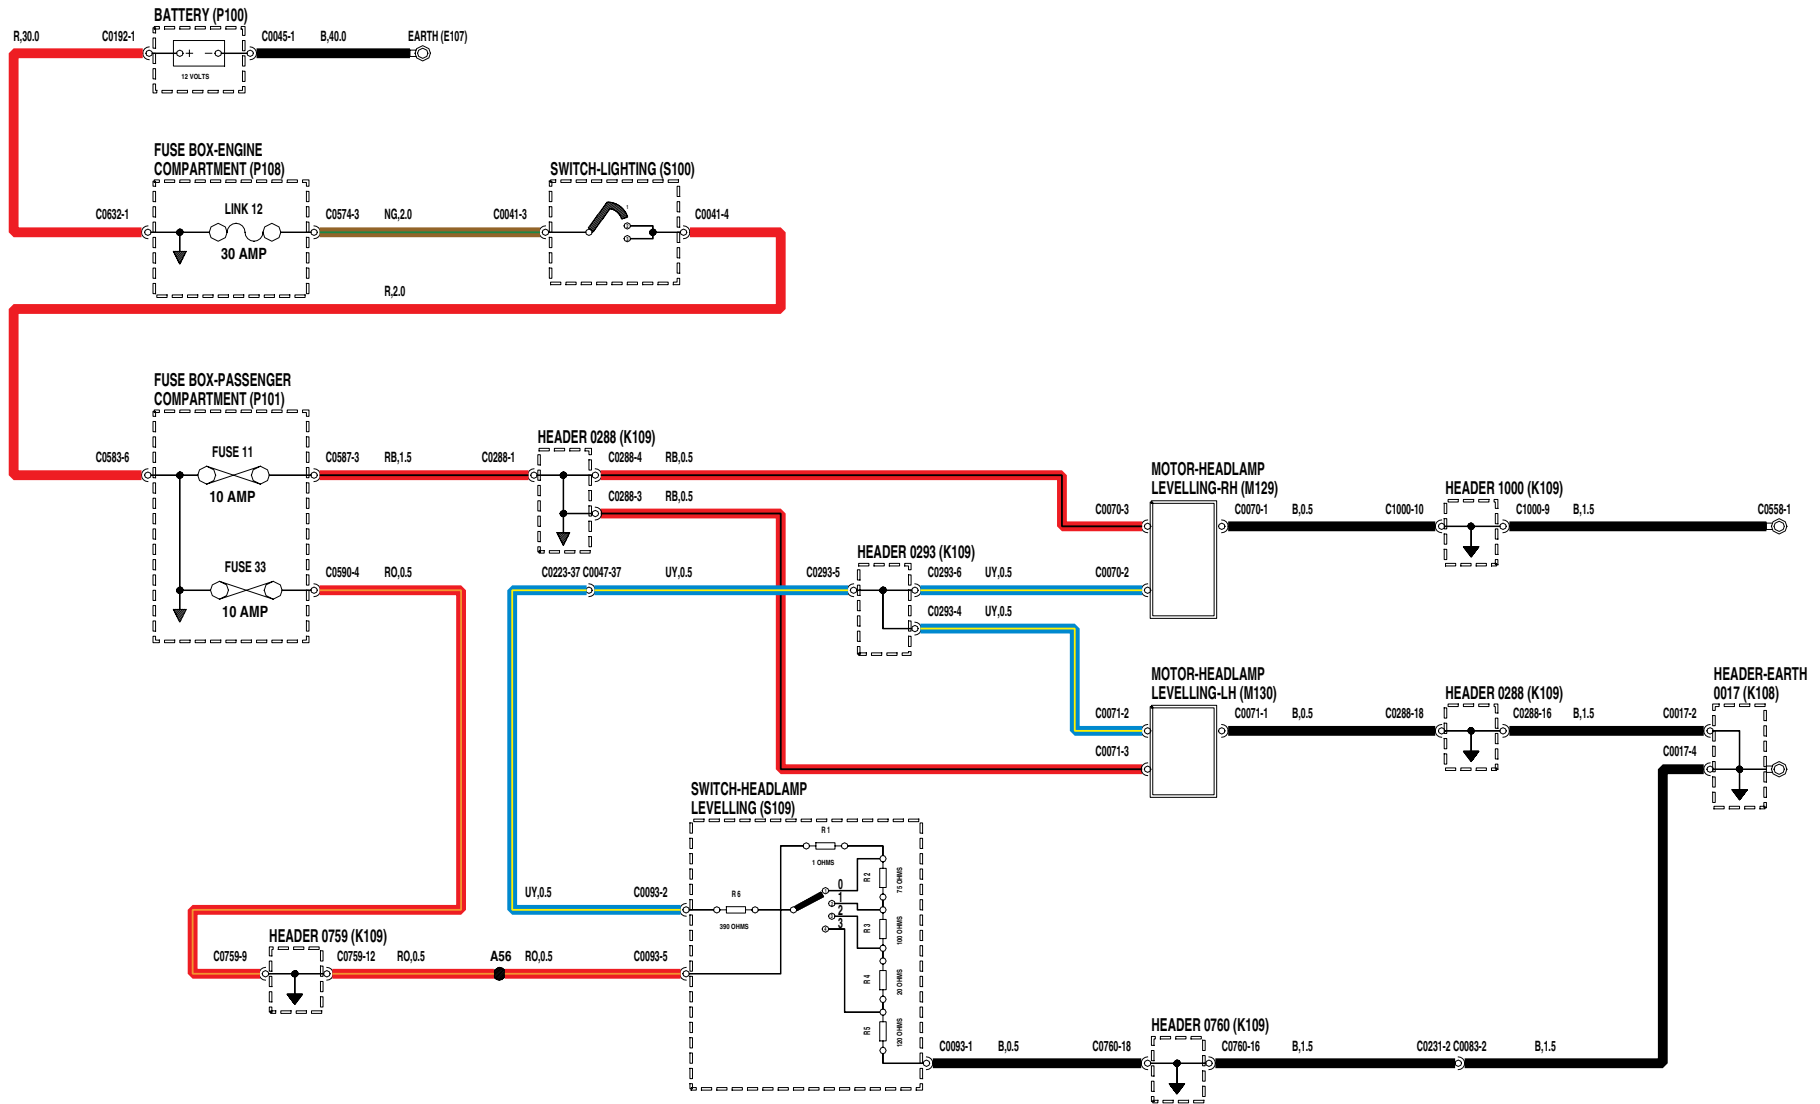 BATTERY (P100)
R,30.0
C0192-1
C0045-1
B,40.0
EARTH (E107)
+
−
12 VOLTS
FUSE BOX-ENGINE
COMPARTMENT (P108)
SWITCH-LIGHTING (S100)
C0632-1
LINK 12
C0574-3
NG,2.0
C0041-3
C0041-4
30 AMP
R,2.0
FUSE BOX-PASSENGER
COMPARTMENT (P101)
C0583-6
FUSE 11
C0587-3
RB,1.5
C0288-1
HEADER 0288 (K109)
C0288-4
RB,0.5
10 AMP
C0288-3
RB,0.5
MOTOR-HEADLAMP
LEVELLING-RH (M129)
HEADER 1000 (K109)
C0070-3
C0070-1
B,0.5
C1000-10
C1000-9
B,1.5
C0558-1
FUSE 33
C0590-4
RO,0.5
C0223-37
C0047-37
UY,0.5
C0293-5
HEADER 0293 (K109)
C0293-6
UY,0.5
C0070-2
10 AMP
C0293-4
UY,0.5
MOTOR-HEADLAMP
LEVELLING-LH (M130)
HEADER 0288 (K109)
HEADER-EARTH
0017 (K108)
C0071-2
C0071-1
B,0.5
C0288-18
C0288-16
B,1.5
C0017-2
C0071-3
C0017-4
SWITCH-HEADLAMP
LEVELLING (S109)
R 1
1 OHMS
R 2
75 OHMS
UY,0.5
C0093-2
R 6
390 OHMS
0
1
2
3
R 3
100 OHMS
HEADER 0759 (K109)
C0759-9
C0759-12
RO,0.5
A56
RO,0.5
C0093-5
R 4
20 OHMS
R5
120 OHMS
C0093-1
B,0.5
C0760-18
HEADER 0760 (K109)
C0760-16
B,1.5
C0231-2
C0083-2
B,1.5